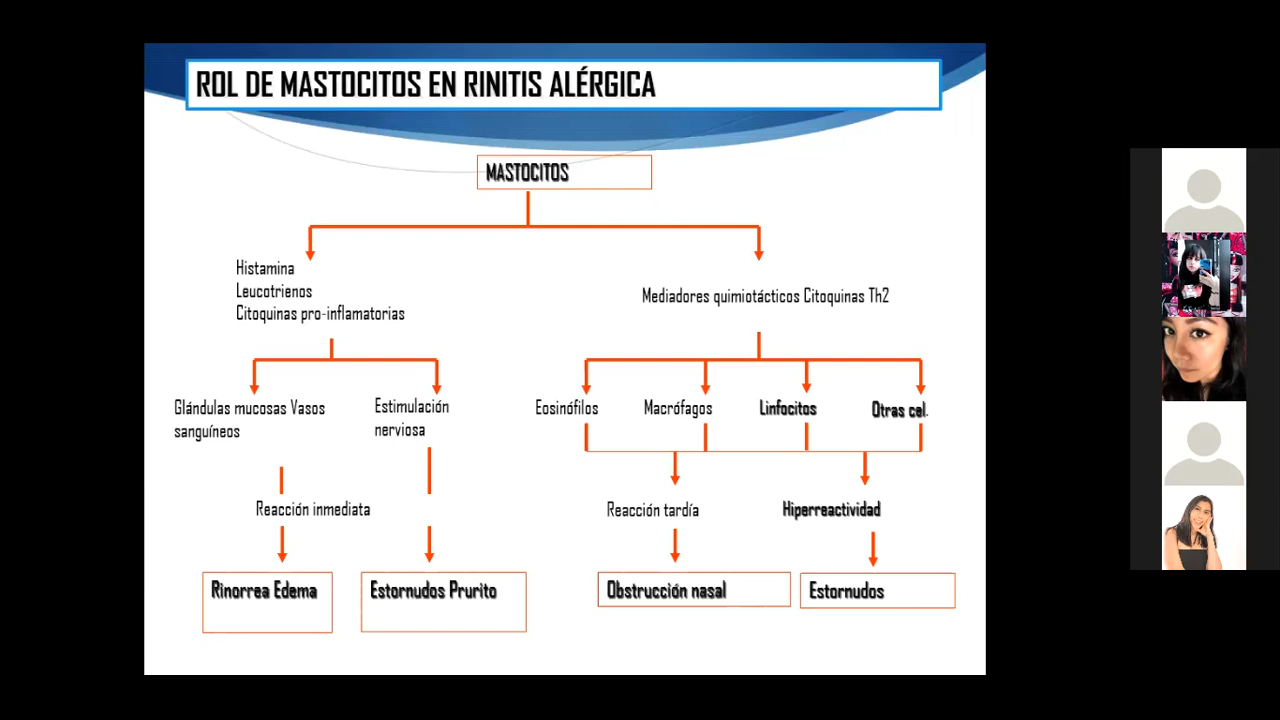 ROL DE MASTOCITOS EN RINITIS ALÉRGICA
MASTOCITOS
Histamina
Leucotrienos
Citoquinas pro-inflamatorias
Mediadores quimiotácticos Citoquinas Th2
Glándulas mucosas Vasos
sanguíneos
Estimulación
nerviosa
Eosinófilos
Macrófagos
Linfocitos
Otras cel.
Reacción inmediata
Reacción tardía
Hiperreactividad
Rinorrea Edema
Estornudos Prurito
Obstrucción nasal
Estornudos